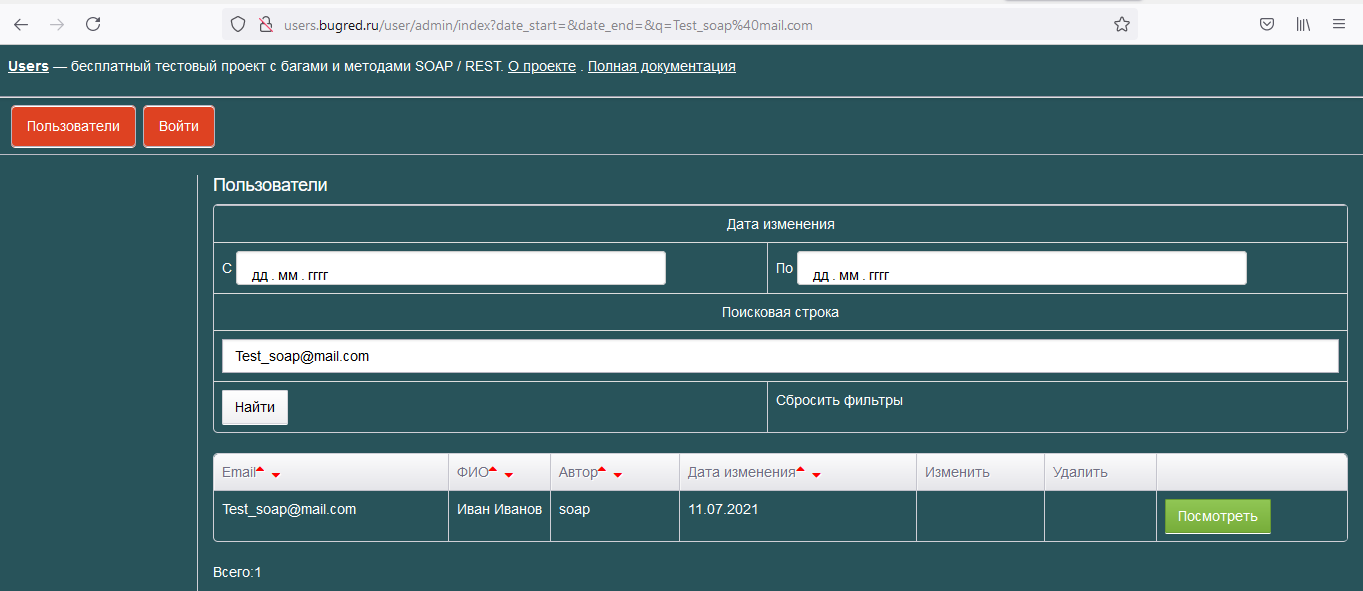 users.bugred.ru/user/admin/index?date_start=&date_end=&q=Test_soap%40mail.com
Users — бесплатный тестовый проект с багами и методами SOAP / REST. О проекте . Полная документация
Пользователи Войти
Пользователи
Дата изменения
С дд . мм . гггг По дд . мм . гггг
Поисковая строка
Test_soap@mail.com
Найти Сбросить фильтры
Email ФИО Автор Дата изменения Изменить Удалить
Test_soap@mail.com Иван Иванов soap 11.07.2021 Посмотреть
Всего:1